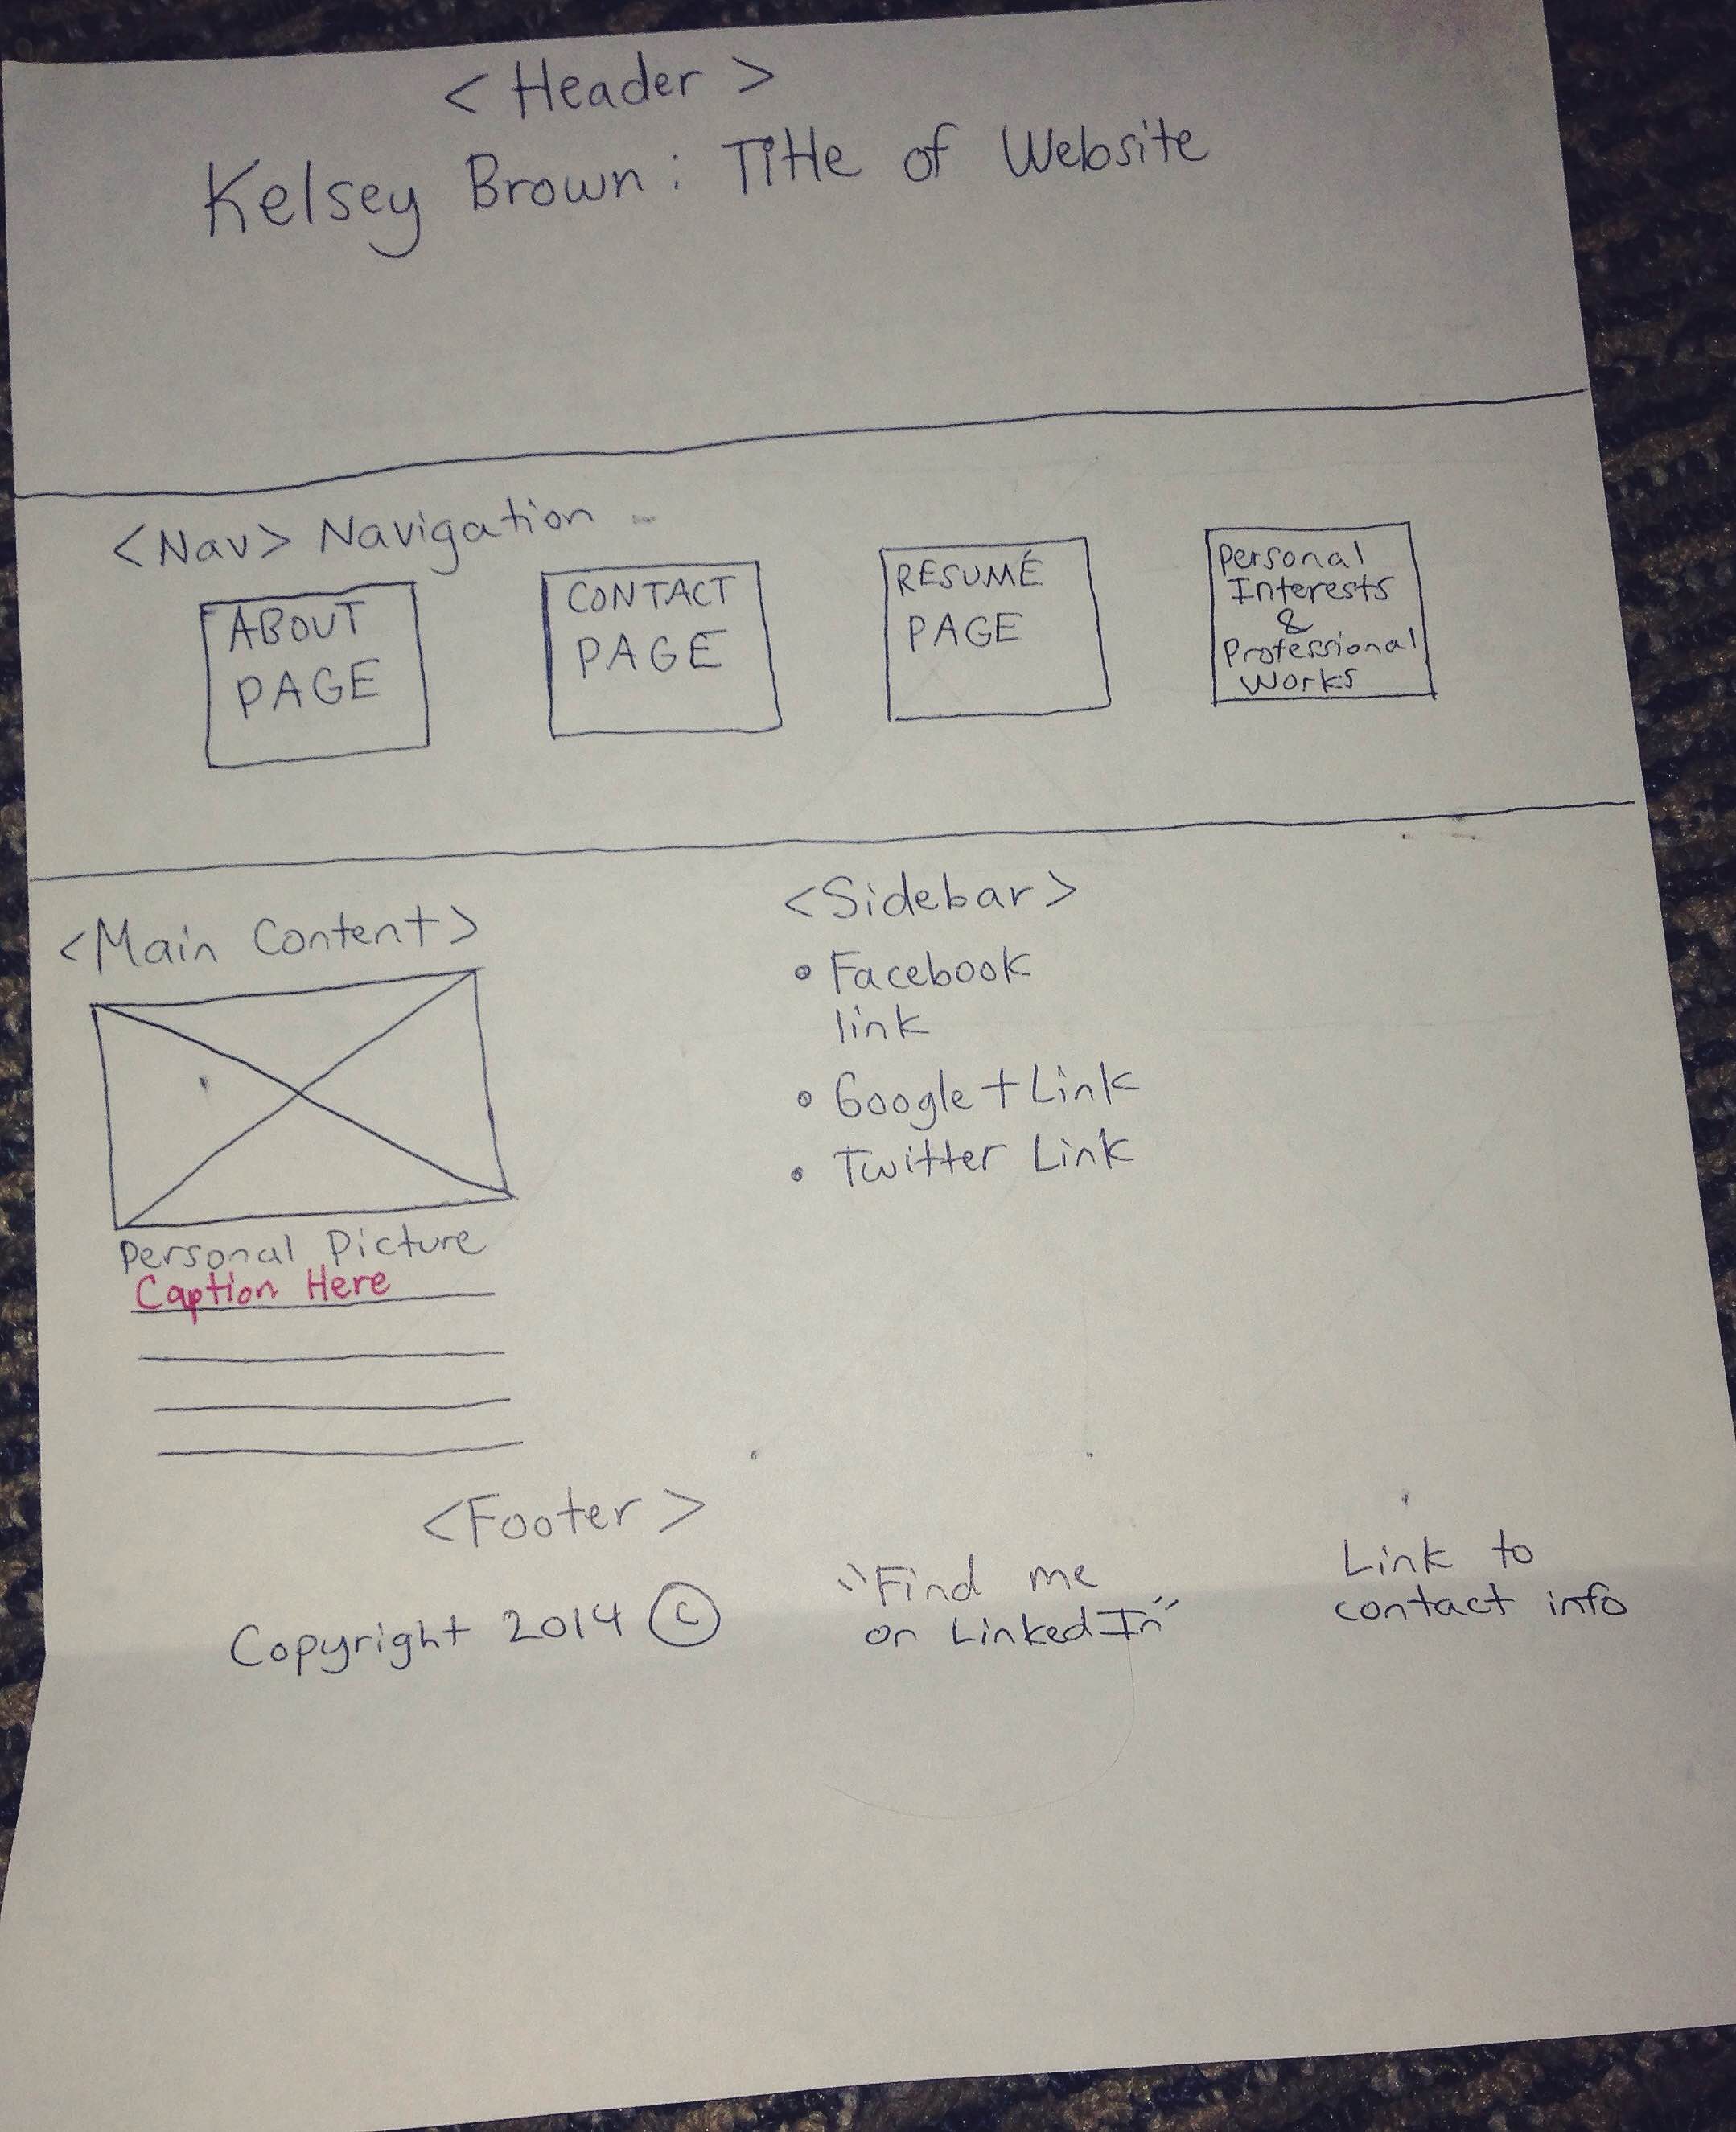 < Header >
Kelsey Brown : Title of Website
<Nav> Navigation
ABOUT
PAGE
CONTACT
PAGE
RESUMÉ
PAGE
Personal
Interests
&
Professional
Works
<Main Content>
Personal Picture
Caption Here
<Sidebar>
• Facebook
link
• Google + Link
• Twitter Link
<Footer>
Copyright 2014 ©
"Find me
on LinkedIn"
Link to
contact info